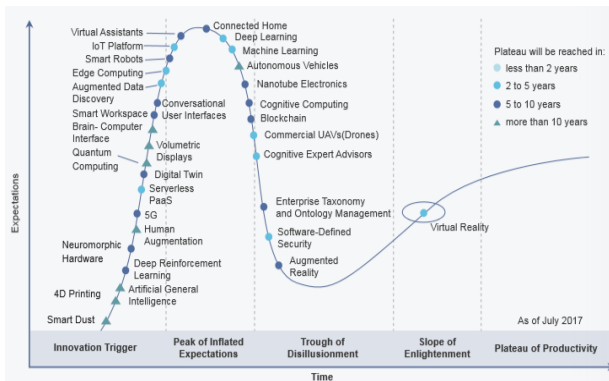 Connected Home
Virtual Assistants
Deep Learning
IoT Platform
Machine Learning
Smart Robots
Autonomous Vehicles
Edge Computing
Nanotube Electronics
Augmented Data
Discovery
Conversational
User Interfaces
Cognitive Computing
Smart Workspace
Blockchain
Brain- Computer
Interface
Commercial UAVs(Drones)
Volumetric
Displays
Quantum
Computing
Cognitive Expert Advisors
Digital Twin
Serverless
PaaS
5G
Enterprise Taxonomy
and Ontology Management
Human
Augmentation
Software-Defined
Security
Neuromorphic
Hardware
Deep Reinforcement
Learning
Augmented
Reality
4D Printing
Artificial General
Intelligence
Smart Dust
Virtual Reality
Plateau will be reached in:
less than 2 years
2 to 5 years
5 to 10 years
more than 10 years
As of July 2017
Expectations
Innovation Trigger
Peak of Inflated
Expectations
Trough of
Disillusionment
Slope of
Enlightenment
Plateau of Productivity
Time